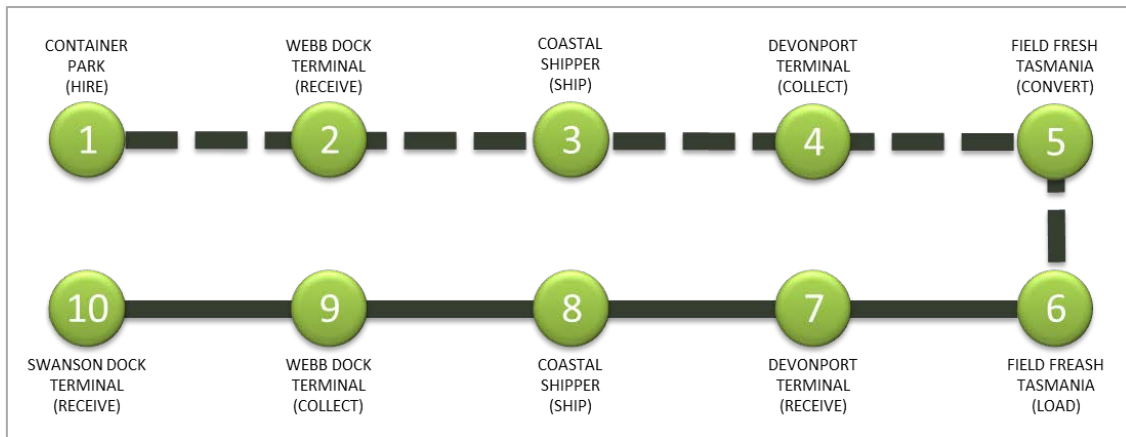 CONTAINER
PARK
(HIRE)
WEBB DOCK
TERMINAL
(RECEIVE)
COASTAL
SHIPPER
(SHIP)
DEVONPORT
TERMINAL
(COLLECT)
FIELD FRESH
TASMANIA
(CONVERT)
1
2
3
4
5
10
9
8
7
6
SWANSON DOCK
TERMINAL
(RECEIVE)
WEBB DOCK
TERMINAL
(COLLECT)
COASTAL
SHIPPER
(SHIP)
DEVONPORT
TERMINAL
(RECEIVE)
FIELD FREASH
TASMANIA
(LOAD)